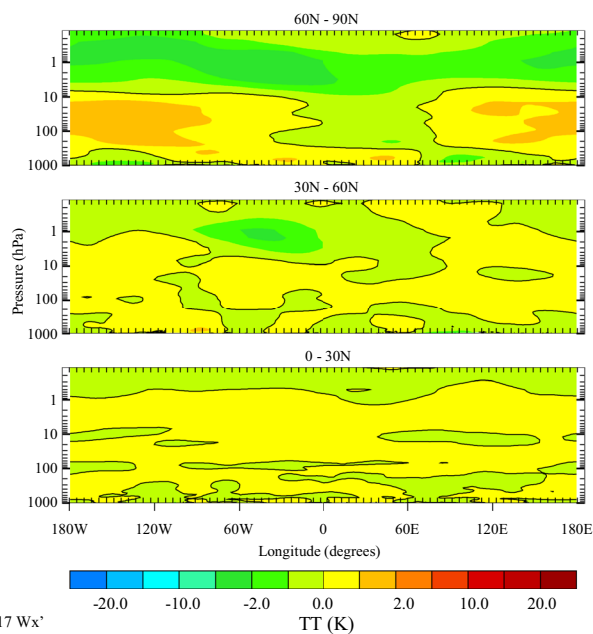 60N - 90N
1
10
100
1000
30N - 60N
1
10
100
1000
Pressure (hPa)
0 - 30N
1
10
100
1000
180W 120W 60W 0 60E 120E 180E
Longitude (degrees)
-20.0 -10.0 -2.0 0.0 2.0 10.0 20.0
17 Wx’ TT (K)